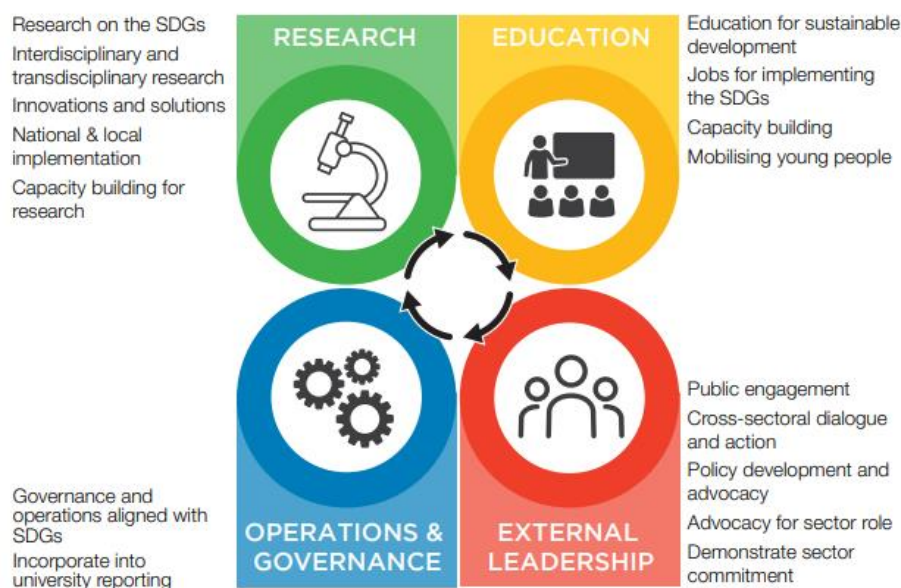 Research on the SDGs
Interdisciplinary and
transdisciplinary research
Innovations and solutions
National & local
implementation
Capacity building for
research
RESEARCH
EDUCATION
Education for sustainable
development
Jobs for implementing
the SDGs
Capacity building
Mobilising young people
Governance and
operations aligned with
SDGs
Incorporate into
university reporting
OPERATIONS &
GOVERNANCE
EXTERNAL
LEADERSHIP
Public engagement
Cross-sectoral dialogue
and action
Policy development and
advocacy
Advocacy for sector role
Demonstrate sector
commitment